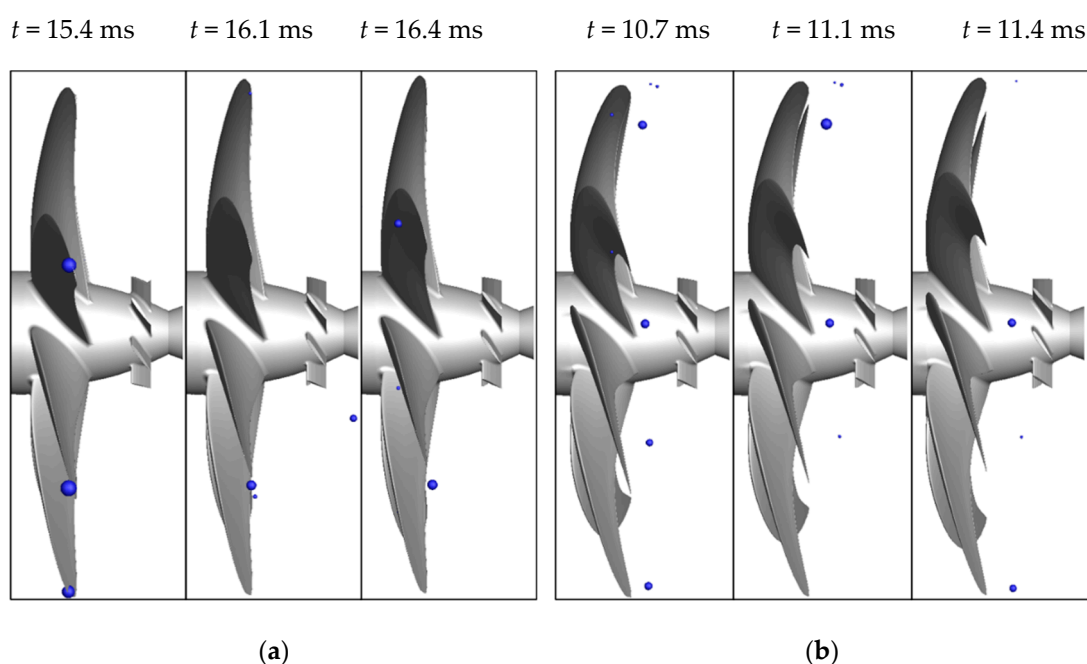 t = 15.4 ms t = 16.1 ms t = 16.4 ms t = 10.7 ms t = 11.1 ms t = 11.4 ms
(a) (b)